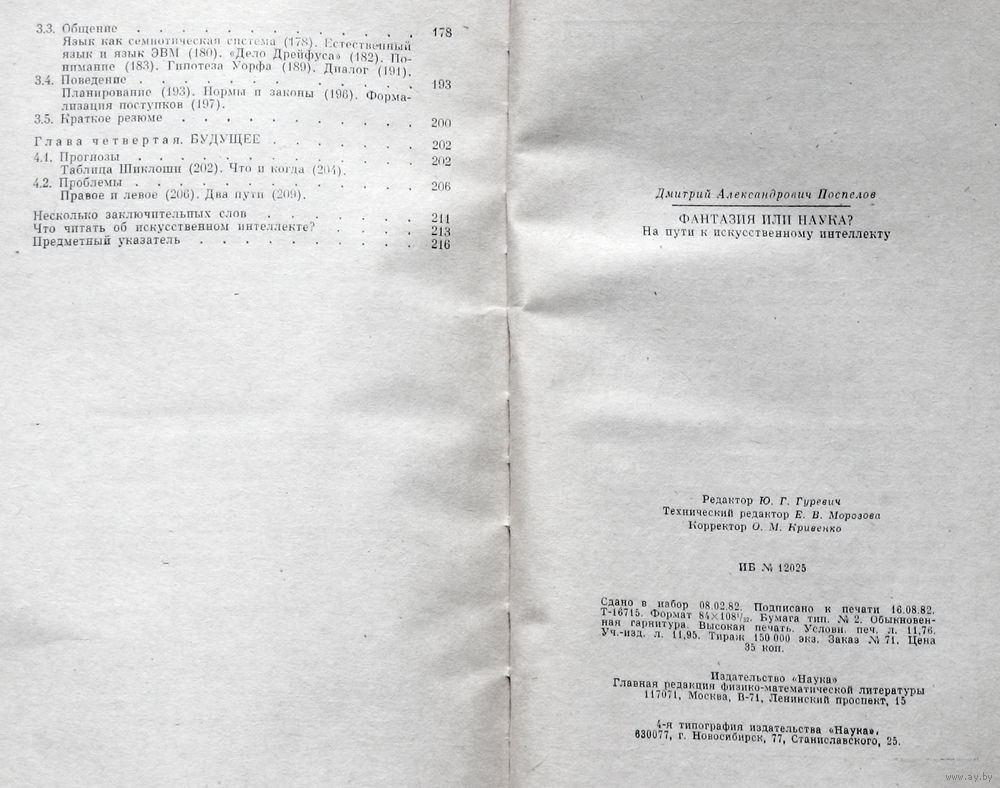 3.3. Общение . . . . . . . . . . . . . 178
Язык как семиотическая система (178). Естественный
язык и язык ЭВМ (180). «Дело Дрейфуса» (182). По-
нимание (183). Гипотеза Уорфа (189). Диалог (191).
3.4. Поведение . . . . . . . . . . . . . 193
Планирование (193). Нормы и законы (196). Форма-
лизация поступков (197).
3.5. Краткое резюме . . . . . . . . . . . 200
Глава четвертая. БУДУЩЕЕ . . . . . . . 202
4.1. Прогнозы . . . . . . . . . . . . . 202
Таблица Шиклоши (202). Что и когда (204).
4.2. Проблемы . . . . . . . . . . . . . 206
Правое и левое (206). Два пути (209).
Несколько заключительных слов . . . . . . . 211
Что читать об искусственном интеллекте? . . . . 213
Предметный указатель . . . . . . . . . . 216
Дмитрий Александрович Поспелов
ФАНТАЗИЯ ИЛИ НАУКА?
На пути к искусственному интеллекту
Редактор Ю. Г. Гуревич
Технический редактор Е. В. Морозова
Корректор О. М. Кривенко
ИБ № 12025
Сдано в набор 08.02.82. Подписано к печати 16.08.82.
Т-16715. Формат 84×108¹/₃₂. Бумага тип. № 2. Обыкновен-
ная гарнитура. Высокая печать. Условн. печ. л. 11,76.
Уч.-изд. л. 11,95. Тираж 150 000 экз. Заказ № 71. Цена
35 коп.
Издательство «Наука»
Главная редакция физико-математической литературы
117071, Москва, В-71, Ленинский проспект, 15
4-я типография издательства «Наука»,
630077, г. Новосибирск, 77, Станиславского, 25.
www.ay.by